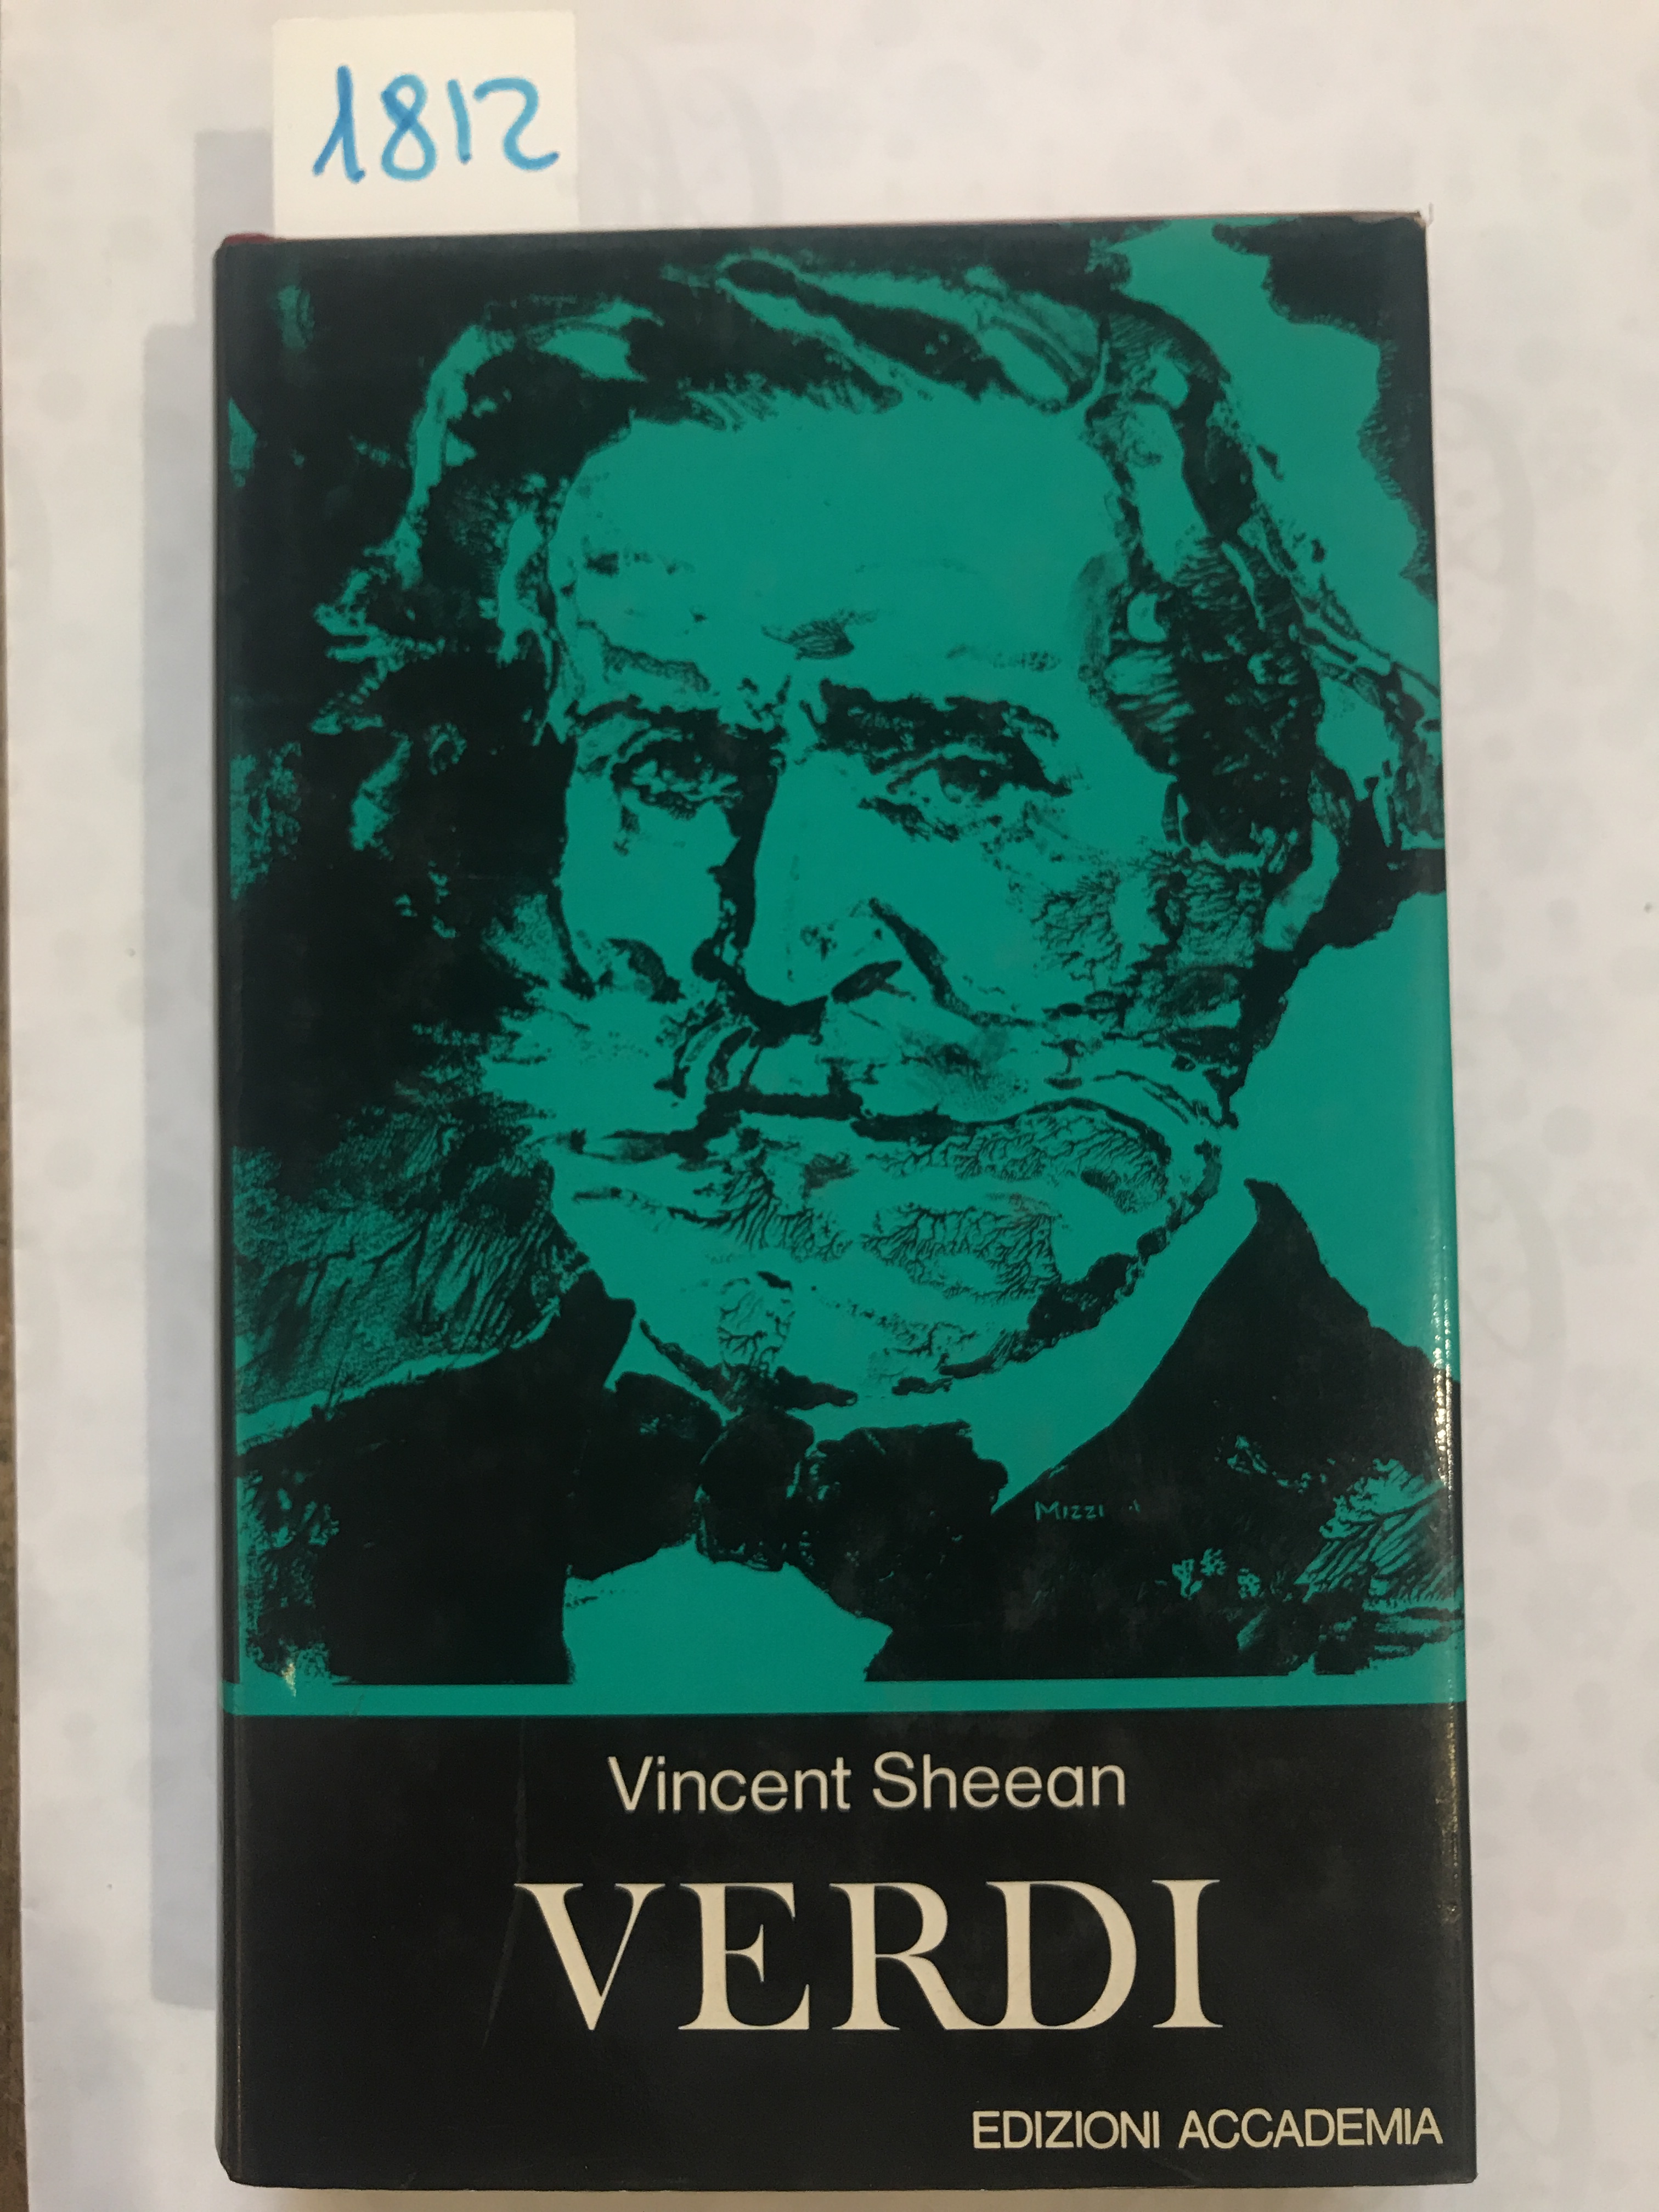 1812
MIZZI
Vincent Sheean
VERDI
EDIZIONI ACCADEMIA